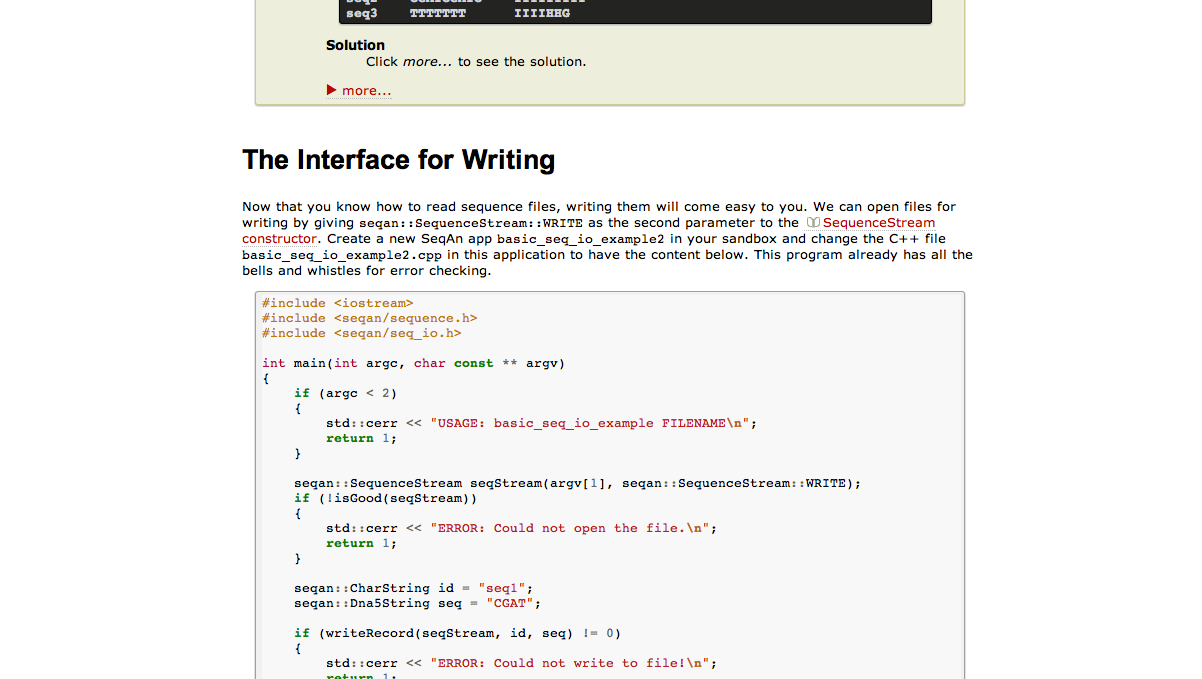 seq3    TTTTTTT    IIIIHHG
Solution
Click more... to see the solution.
▶ more...
The Interface for Writing
Now that you know how to read sequence files, writing them will come easy to you. We can open files for
writing by giving seqan::SequenceStream::WRITE as the second parameter to the SequenceStream
constructor. Create a new SeqAn app basic_seq_io_example2 in your sandbox and change the C++ file
basic_seq_io_example2.cpp in this application to have the content below. This program already has all the
bells and whistles for error checking.
#include <iostream>
#include <seqan/sequence.h>
#include <seqan/seq_io.h>
int main(int argc, char const ** argv)
{
    if (argc < 2)
    {
        std::cerr << "USAGE: basic_seq_io_example FILENAME\n";
        return 1;
    }
    seqan::SequenceStream seqStream(argv[1], seqan::SequenceStream::WRITE);
    if (!isGood(seqStream))
    {
        std::cerr << "ERROR: Could not open the file.\n";
        return 1;
    }
    seqan::CharString id = "seq1";
    seqan::Dna5String seq = "CGAT";
    if (writeRecord(seqStream, id, seq) != 0)
    {
        std::cerr << "ERROR: Could not write to file!\n";
        return 1;